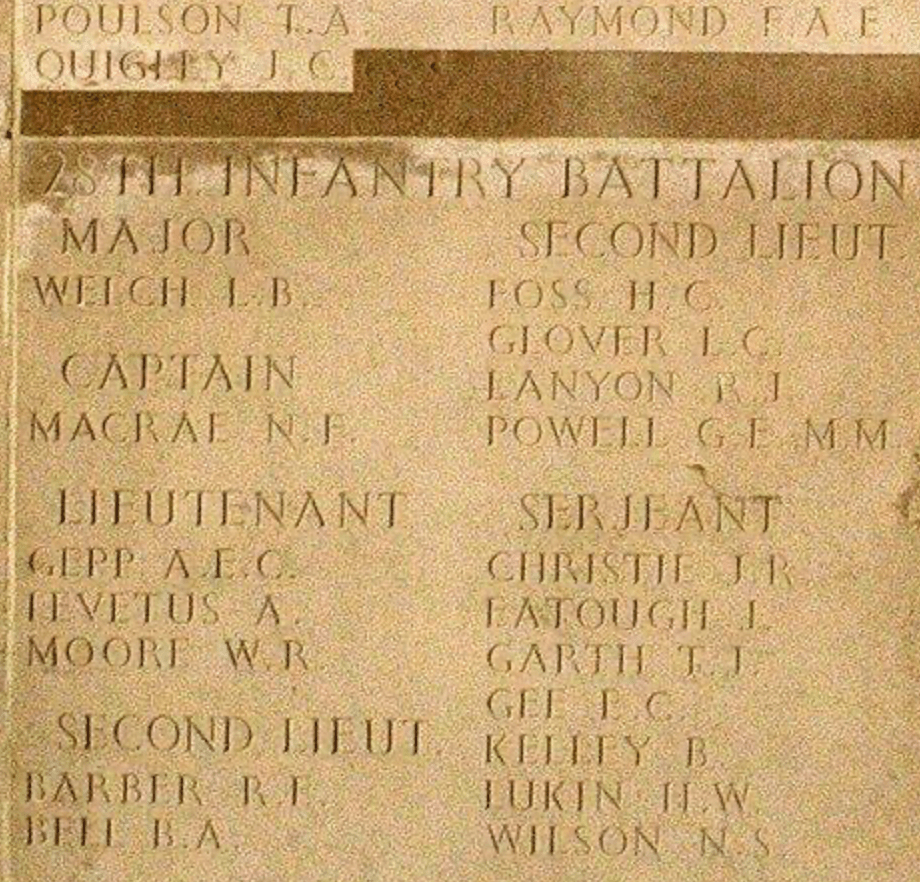 POULSON T.A.
QUIGLEY J.C.
RAYMOND F.A.E.
28TH INFANTRY BATTALION
MAJOR
WELCH L.B.
CAPTAIN
MACRAE N.F.
LIEUTENANT
GEPP A.E.C.
LEVETUS A.
MOORE W.R.
SECOND LIEUT.
BARBER R.F.
BELL B.A.
SECOND LIEUT.
FOSS H.C.
GLOVER L.C.
LANYON R.J.
POWELL G.E. M.M.
SERJEANT
CHRISTIE J.R.
EATOUGH J.
GARTH T.J.
GEE E.C.
KELLEY B.
LUKIN H.W.
WILSON N.S.